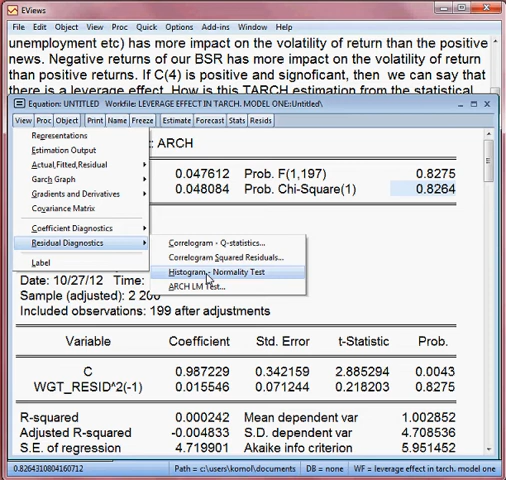 EViews
File Edit Object View Proc Quick Options Add-ins Window Help
unemployment etc) has more impact on the volatility of return than the positive
news. Negative returns of our BSR has more impact on the volatility of return
than positive returns. If C(4) is positive and signoficant, then we can say that
there is a leverage effect. How is this TARCH estimation from the statistical
Equation: UNTITLED Workfile: LEVERAGE EFFECT IN TARCH. MODEL ONE::Untitled\
View Proc Object Print Name Freeze Estimate Forecast Stats Resids
: ARCH
0.047612 Prob. F(1,197) 0.8275
0.048084 Prob. Chi-Square(1) 0.8264
Representations
Estimation Output
Actual,Fitted,Residual
Garch Graph
Gradients and Derivatives
Covariance Matrix
Coefficient Diagnostics
Residual Diagnostics
Label
Correlogram - Q-statistics...
Correlogram Squared Residuals...
Histogram - Normality Test
ARCH LM Test...
Date: 10/27/12 Time:
Sample (adjusted): 2 200
Included observations: 199 after adjustments
Variable Coefficient Std. Error t-Statistic Prob.
C 0.987229 0.342159 2.885294 0.0043
WGT_RESID^2(-1) 0.015546 0.071244 0.218203 0.8275
R-squared 0.000242 Mean dependent var 1.002852
Adjusted R-squared -0.004833 S.D. dependent var 4.708536
S.E. of regression 4.719901 Akaike info criterion 5.951452
0.8264310804160712 Path = c:\users\komol\documents DB = none WF = leverage effect in tarch. model one